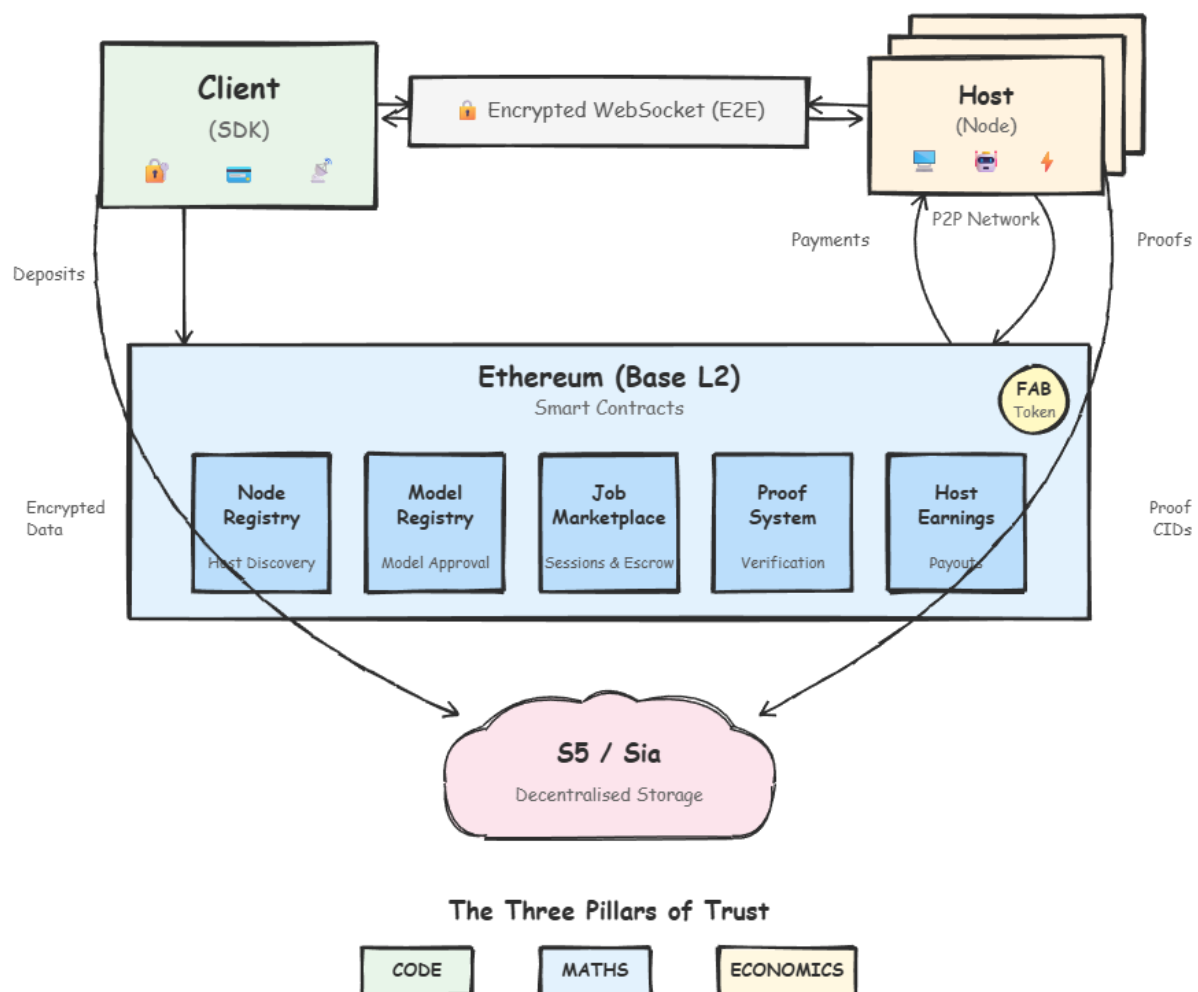 Client
(SDK)
🔒 Encrypted WebSocket (E2E)
Host
(Node)
P2P Network
Payments
Proofs
Deposits
Ethereum (Base L2)
Smart Contracts
FAB
Token
Node
Registry
Host Discovery
Model
Registry
Model Approval
Job
Marketplace
Sessions & Escrow
Proof
System
Verification
Host
Earnings
Payouts
Encrypted
Data
Proof
CIDs
S5 / Sia
Decentralised Storage
The Three Pillars of Trust
CODE
MATHS
ECONOMICS